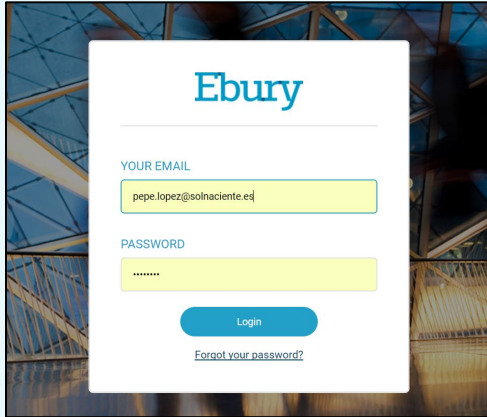 Ebury
YOUR EMAIL
pepe.lopez@solnaciente.es
PASSWORD
••••••••
Login
Forgot your password?